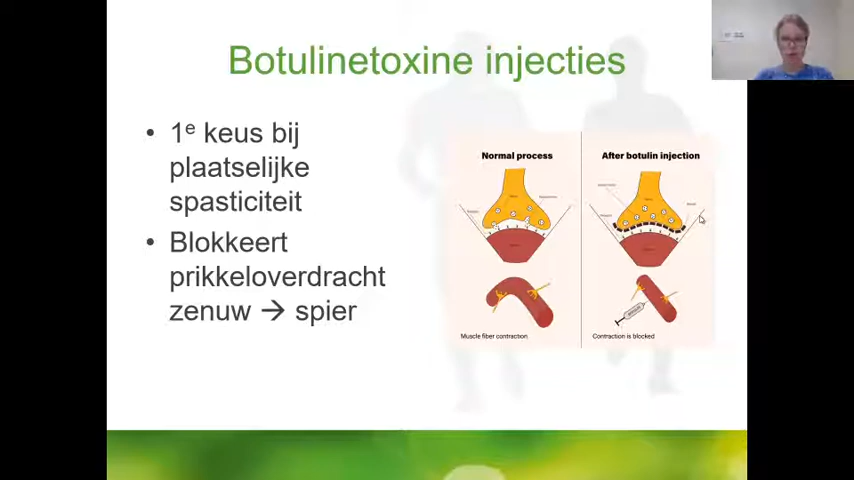 Botulinetoxine injecties
• 1e keus bij
plaatselijke
spasticiteit
• Blokkeert
prikkeloverdracht
zenuw → spier
Normal process
After botulin injection
Muscle fiber contraction
Contraction is blocked